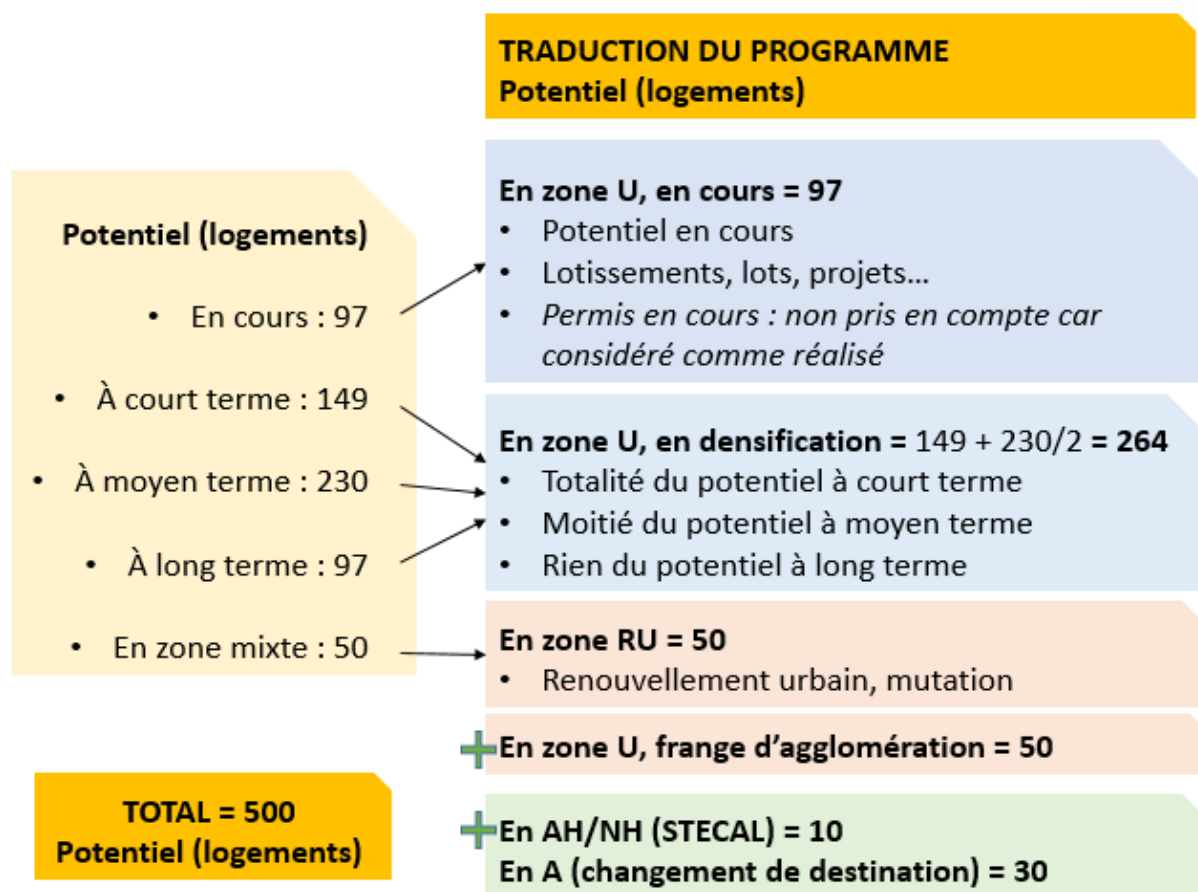 TRADUCTION DU PROGRAMME
Potentiel (logements)
Potentiel (logements)
• En cours : 97
• À court terme : 149
• À moyen terme : 230
• À long terme : 97
• En zone mixte : 50
TOTAL = 500
Potentiel (logements)
En zone U, en cours = 97
• Potentiel en cours
• Lotissements, lots, projets…
• Permis en cours : non pris en compte car
considéré comme réalisé
En zone U, en densification = 149 + 230/2 = 264
• Totalité du potentiel à court terme
• Moitié du potentiel à moyen terme
• Rien du potentiel à long terme
En zone RU = 50
• Renouvellement urbain, mutation
En zone U, frange d’agglomération = 50
En AH/NH (STECAL) = 10
En A (changement de destination) = 30